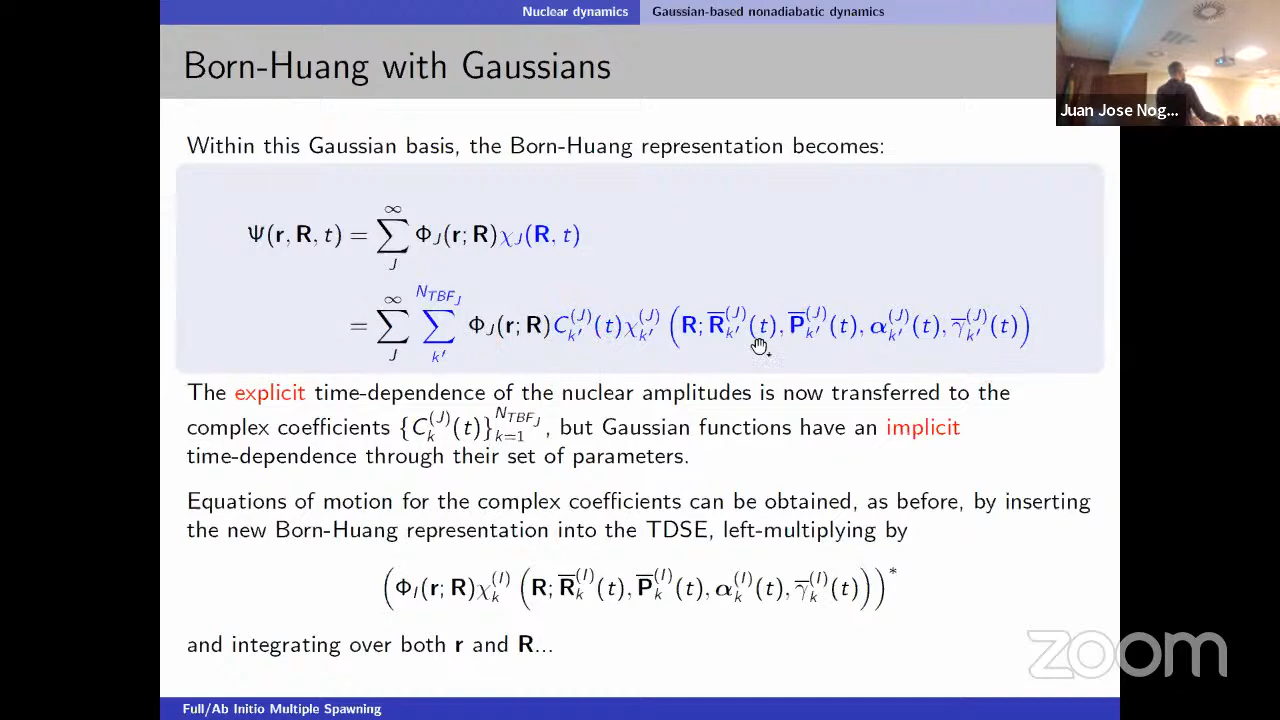 Nuclear dynamics Gaussian-based nonadiabatic dynamics
Born-Huang with Gaussians
Juan Jose Nog...
Within this Gaussian basis, the Born-Huang representation becomes:
Ψ(r, R, t) = ∑_J^∞ Φ_J(r; R)χ_J(R, t)
= ∑_J^∞ ∑_{k'}^{N_{TBF_J}} Φ_J(r; R)C_{k'}^{(J)}(t)χ_{k'}^{(J)} (R; R̅_{k'}^{(J)}(t), P̅_{k'}^{(J)}(t), α_{k'}^{(J)}(t), γ̅_{k'}^{(J)}(t))
The explicit time-dependence of the nuclear amplitudes is now transferred to the
complex coefficients {C_k^{(J)}(t)}_{k=1}^{N_{TBF_J}}, but Gaussian functions have an implicit
time-dependence through their set of parameters.
Equations of motion for the complex coefficients can be obtained, as before, by inserting
the new Born-Huang representation into the TDSE, left-multiplying by
(Φ_I(r; R)χ_k^{(I)} (R; R̅_k^{(I)}(t), P̅_k^{(I)}(t), α_k^{(I)}(t), γ̅_k^{(I)}(t)))^*
and integrating over both r and R...
zoom
Full/Ab Initio Multiple Spawning